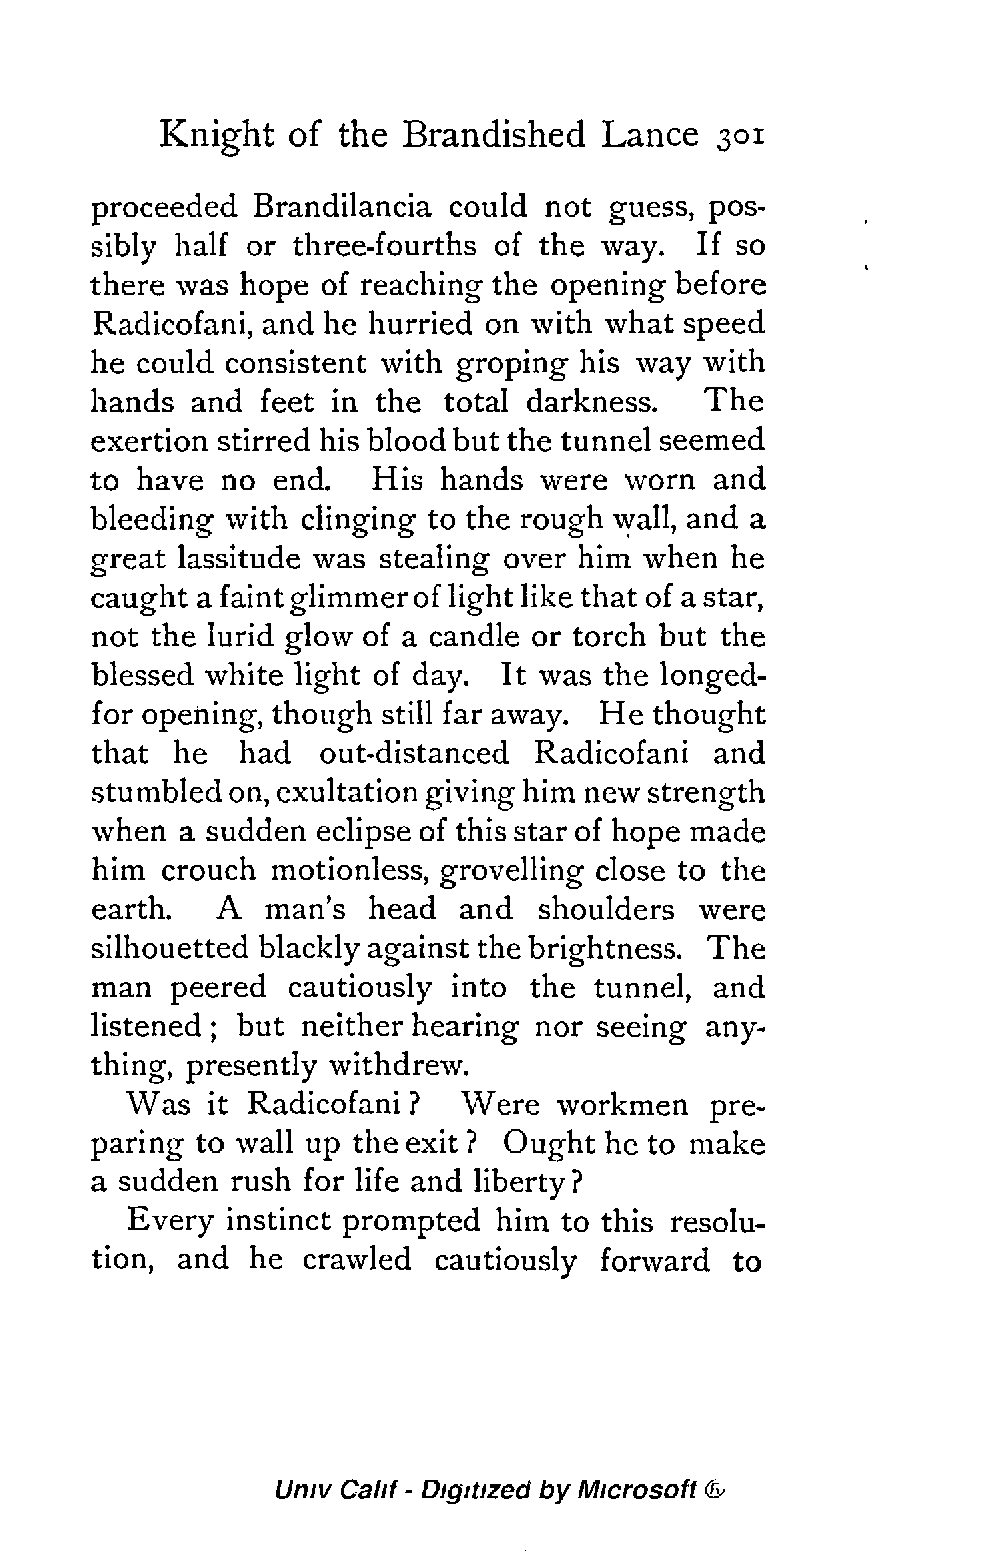 Knight of the Brandished Lance 301
proceeded Brandilancia could not guess, pos-
sibly half or three-fourths of the way. If so
there was hope of reaching the opening before
Radicofani, and he hurried on with what speed
he could consistent with groping his way with
hands and feet in the total darkness. The
exertion stirred his blood but the tunnel seemed
to have no end. His hands were worn and
bleeding with clinging to the rough wall, and a
great lassitude was stealing over him when he
caught a faint glimmer of light like that of a star,
not the lurid glow of a candle or torch but the
blessed white light of day. It was the longed-
for opening, though still far away. He thought
that he had out-distanced Radicofani and
stumbled on, exultation giving him new strength
when a sudden eclipse of this star of hope made
him crouch motionless, grovelling close to the
earth. A man's head and shoulders were
silhouetted blackly against the brightness. The
man peered cautiously into the tunnel, and
listened; but neither hearing nor seeing any-
thing, presently withdrew.
Was it Radicofani? Were workmen pre-
paring to wall up the exit? Ought he to make
a sudden rush for life and liberty?
Every instinct prompted him to this resolu-
tion, and he crawled cautiously forward to
Univ Calif - Digitized by Microsoft ®